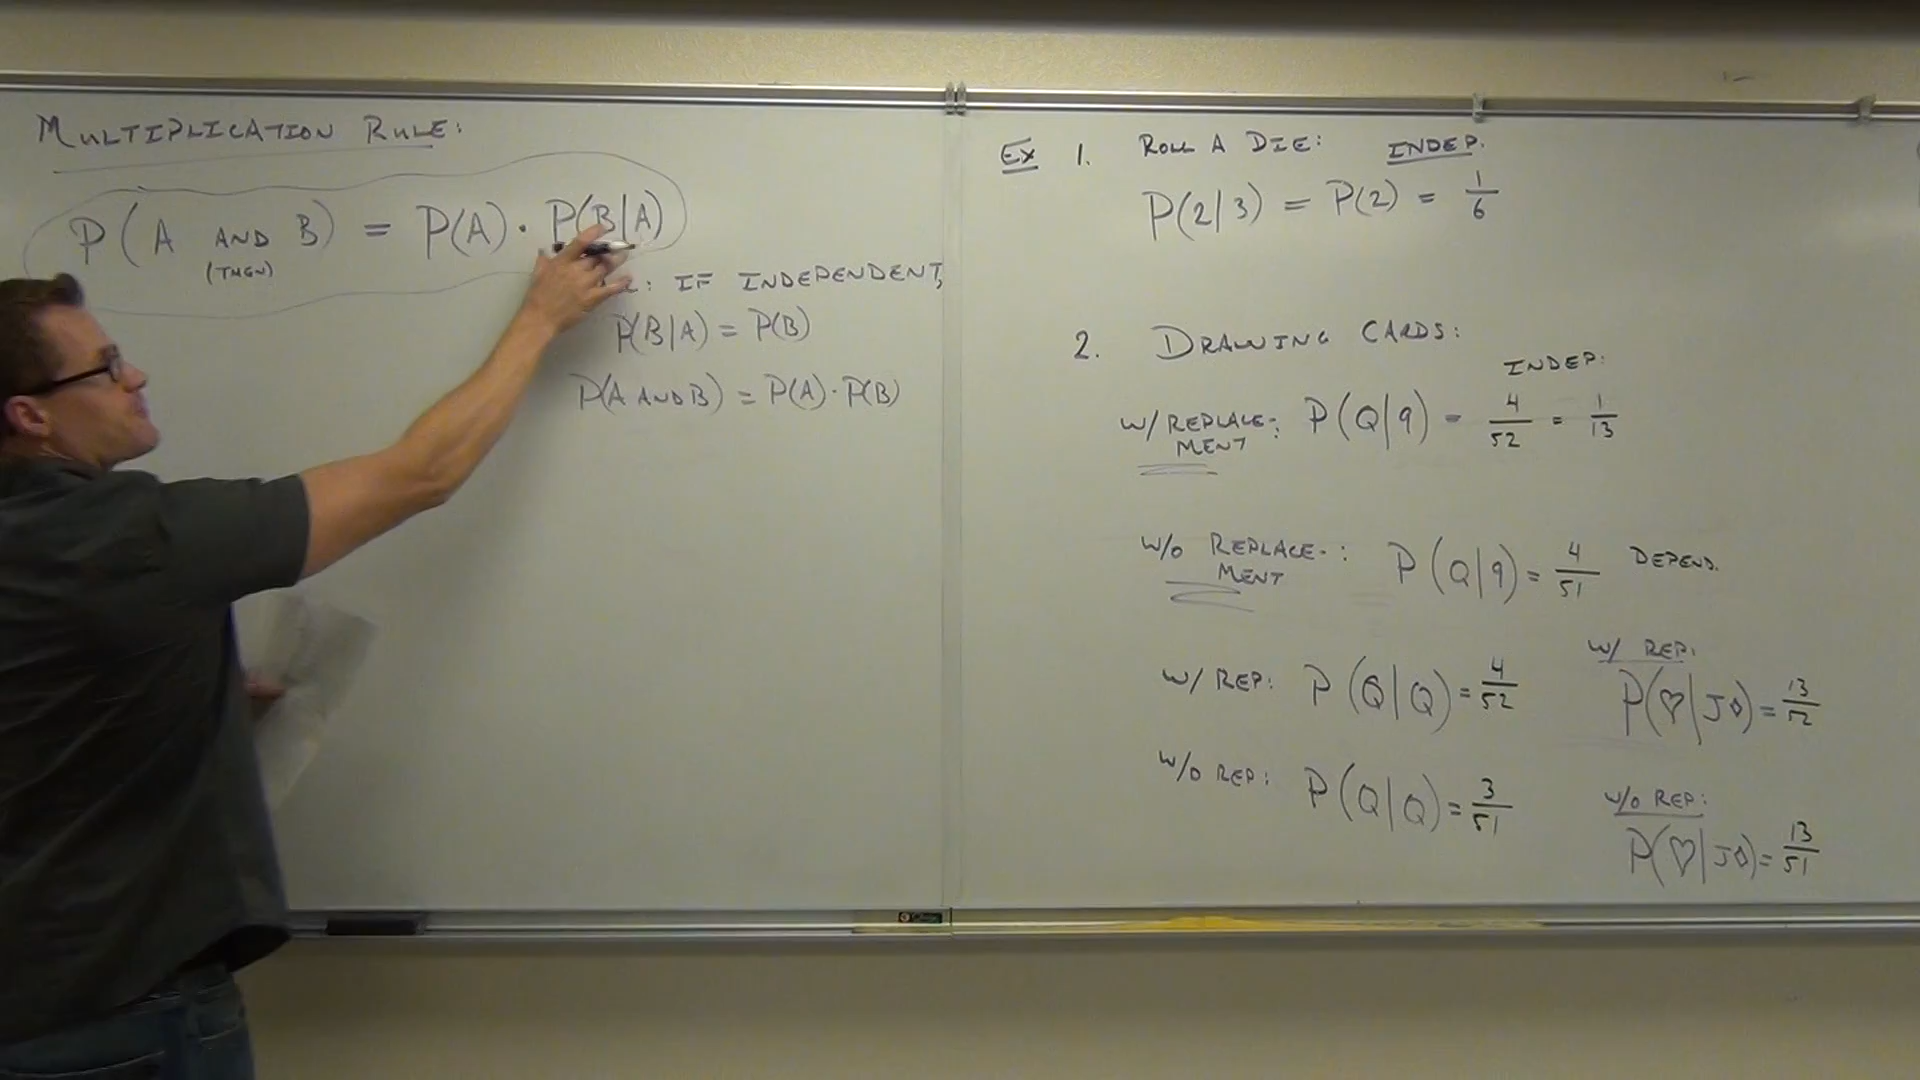 MULTIPLICATION RULE:
P(A AND B) = P(A) · P(B|A)
(THEN)
: IF INDEPENDENT,
P(B|A) = P(B)
P(A AND B) = P(A) · P(B)
EX 1. ROLL A DIE: INDEP.
P(2|3) = P(2) = 1/6
2. DRAWING CARDS:
INDEP.
W/ REPLACE-
MENT: P(Q|9) = 4/52 = 1/13
W/O REPLACE-
MENT: P(Q|9) = 4/51 DEPEND.
W/ REP: P(Q|Q) = 4/52
W/O REP: P(Q|Q) = 3/51
W/ REP:
P(♡|J♢) = 13/52
W/O REP:
P(♡|J♢) = 13/51